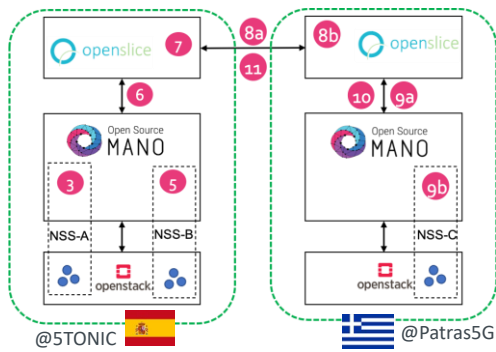 openslice
7
8a
11
8b
openslice
6
10
9a
Open Source
MANO
3
5
Open Source
MANO
9b
NSS-A
NSS-B
NSS-C
openstack.
openstack.
@5TONIC
@Patras5G